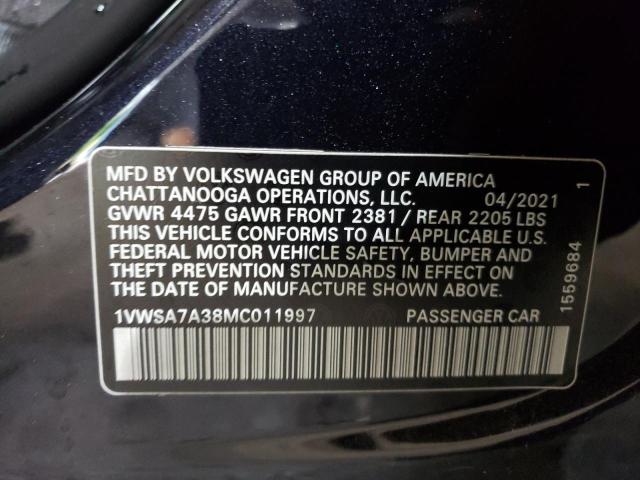 MFD BY VOLKSWAGEN GROUP OF AMERICA
CHATTANOOGA OPERATIONS, LLC. 04/2021 1
GVWR 4475 GAWR FRONT 2381 / REAR 2205 LBS
THIS VEHICLE CONFORMS TO ALL APPLICABLE U.S.
FEDERAL MOTOR VEHICLE SAFETY, BUMPER AND
THEFT PREVENTION STANDARDS IN EFFECT ON
THE DATE OF MANUFACTURE SHOWN ABOVE.
1VWSA7A38MC011997 PASSENGER CAR
1559684